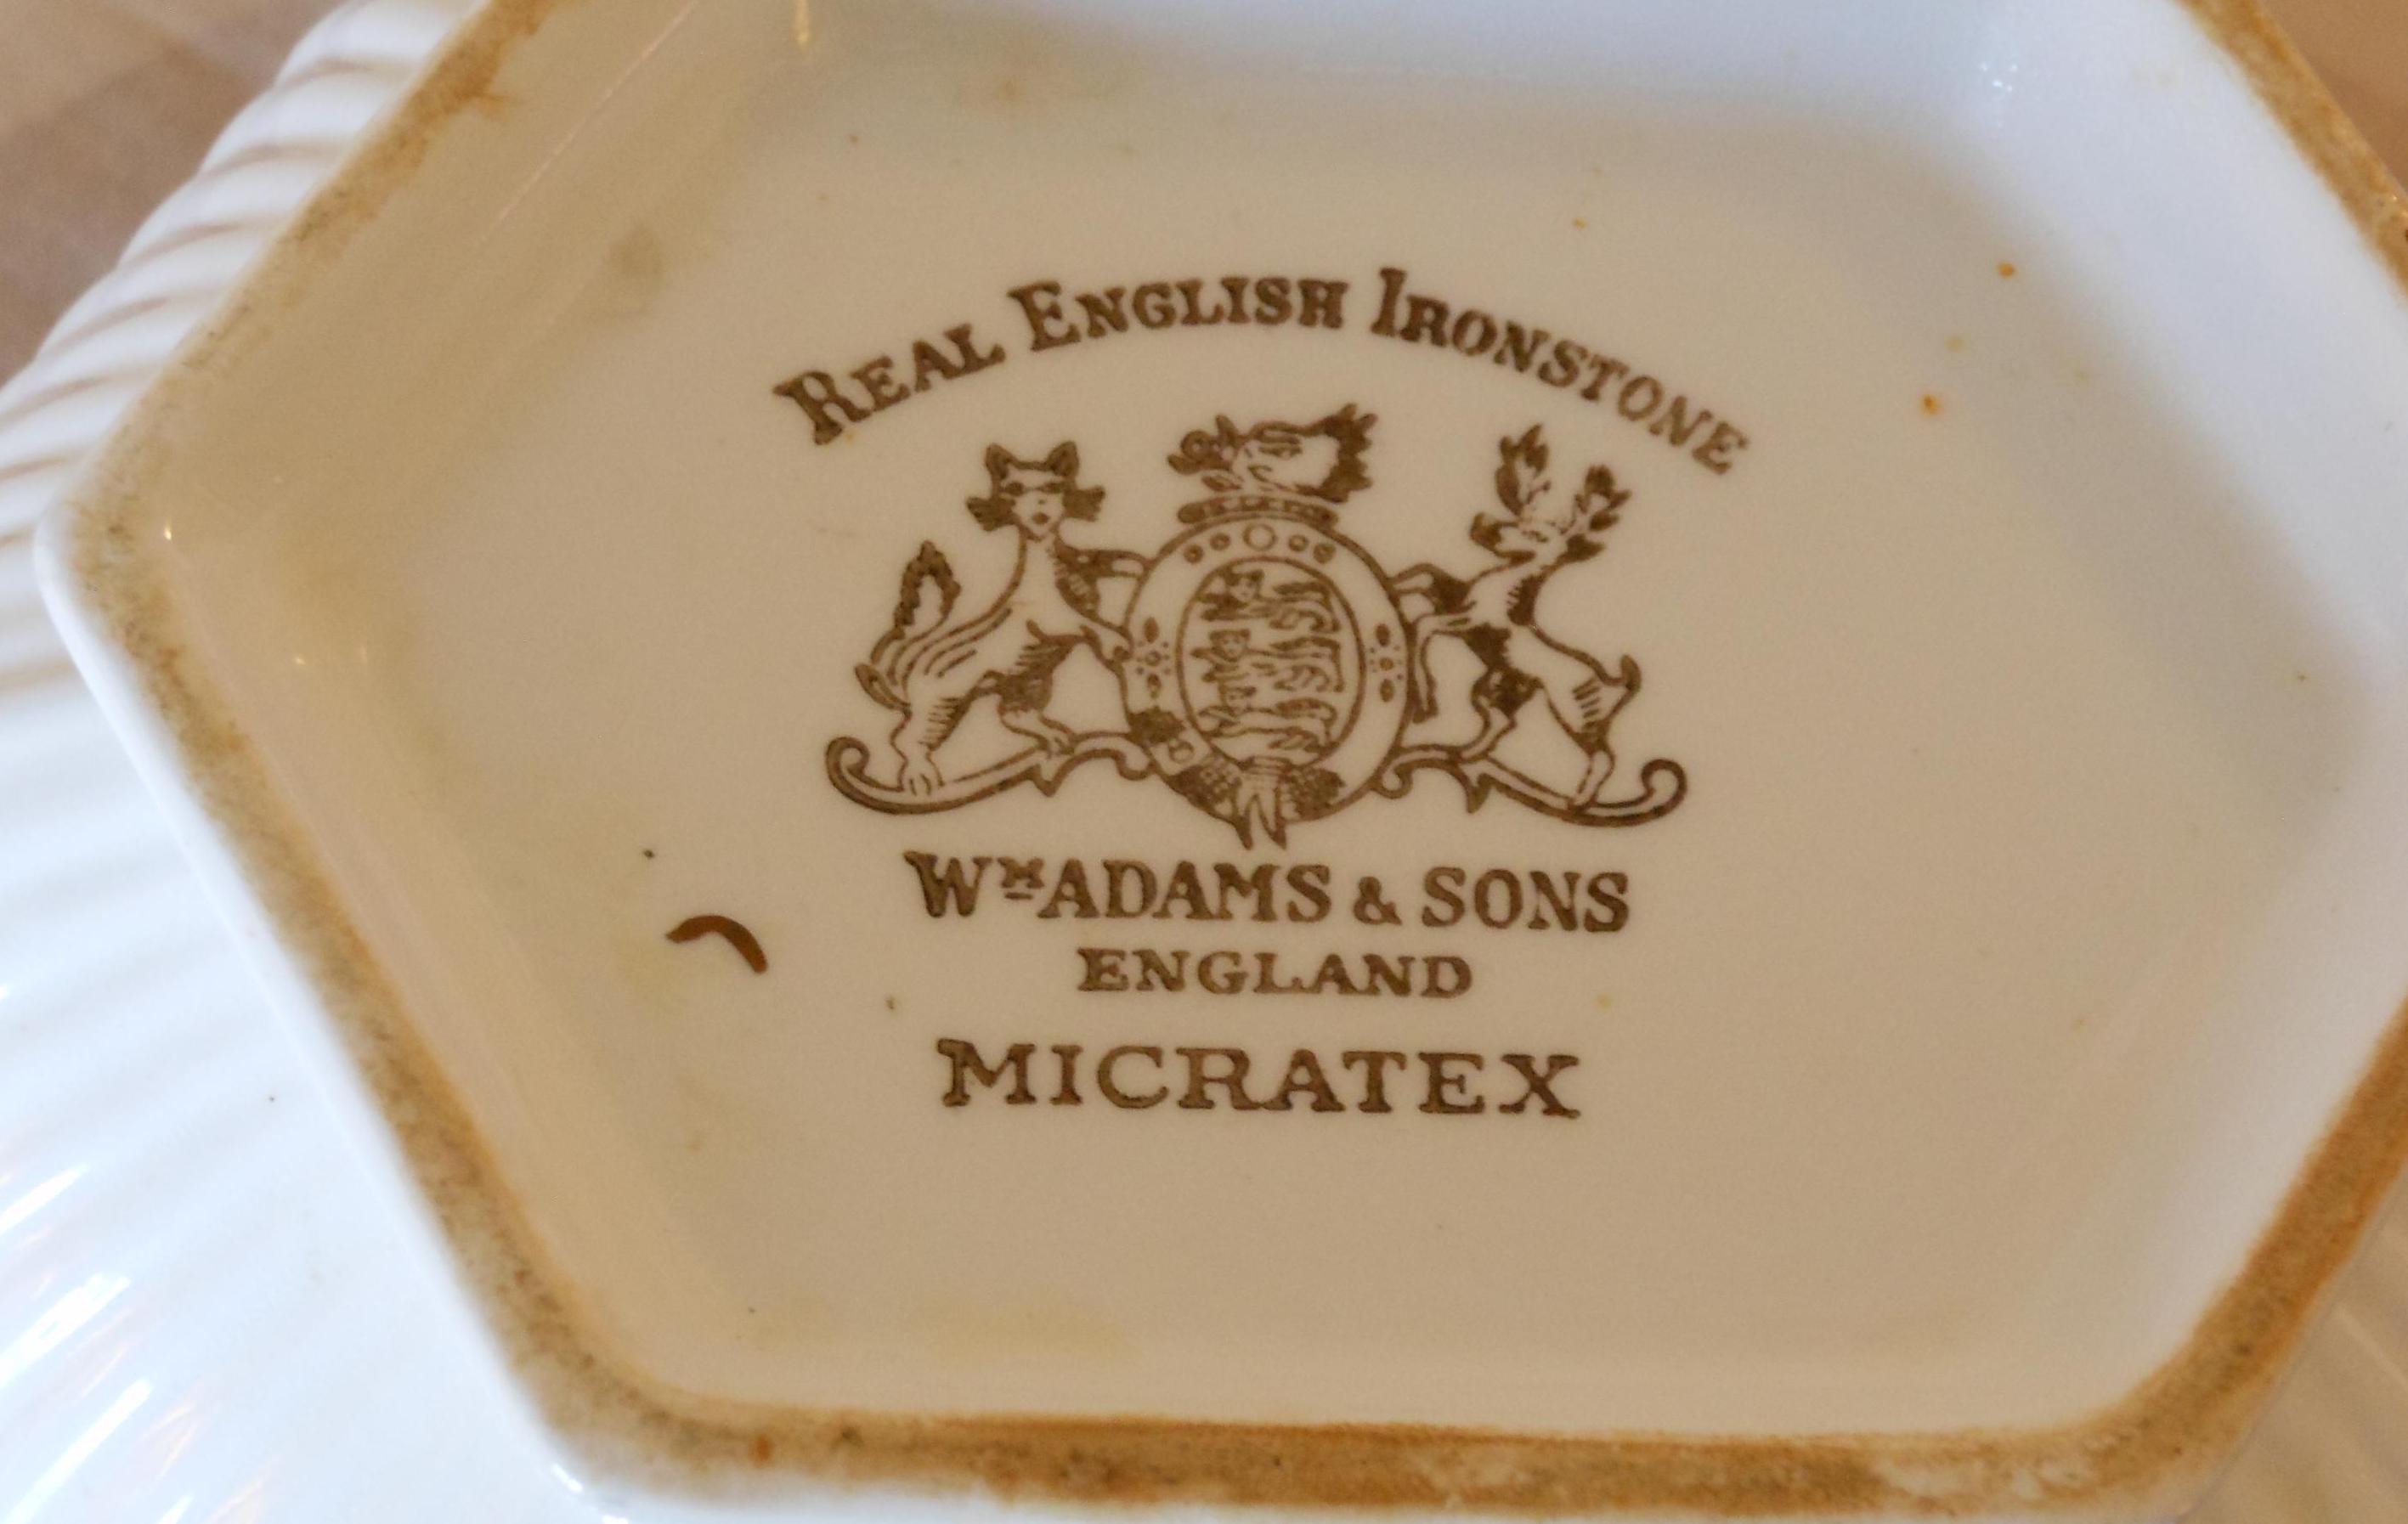 REAL ENGLISH IRONSTONE
Wᴹ ADAMS & SONS
ENGLAND
MICRATEX